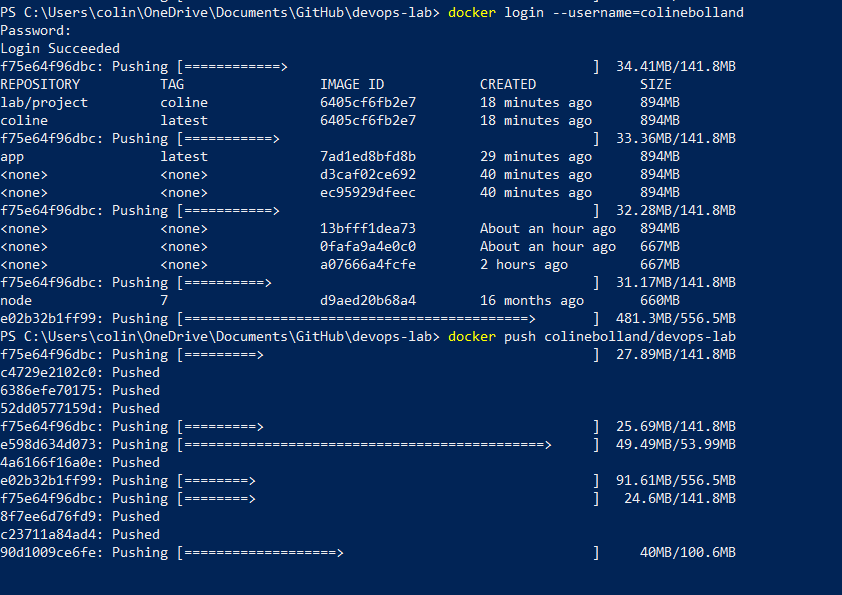 PS C:\Users\colin\OneDrive\Documents\GitHub\devops-lab> docker login --username=colinebolland
Password:
Login Succeeded
f75e64f96dbc: Pushing [============>                                      ]  34.41MB/141.8MB
REPOSITORY          TAG                 IMAGE ID            CREATED             SIZE
lab/project         coline              6405cf6fb2e7        18 minutes ago      894MB
coline              latest              6405cf6fb2e7        18 minutes ago      894MB
f75e64f96dbc: Pushing [===========>                                       ]  33.36MB/141.8MB
app                 latest              7ad1ed8bfd8b        29 minutes ago      894MB
<none>              <none>              d3caf02ce692        40 minutes ago      894MB
<none>              <none>              ec95929dfeec        40 minutes ago      894MB
f75e64f96dbc: Pushing [===========>                                       ]  32.28MB/141.8MB
<none>              <none>              13bfff1dea73        About an hour ago   894MB
<none>              <none>              0fafa9a4e0c0        About an hour ago   667MB
<none>              <none>              a07666a4fcfe        2 hours ago         667MB
f75e64f96dbc: Pushing [==========>                                        ]  31.17MB/141.8MB
node                7                   d9aed20b68a4        16 months ago       660MB
e02b32b1ff99: Pushing [===========================================>       ]  481.3MB/556.5MB
PS C:\Users\colin\OneDrive\Documents\GitHub\devops-lab> docker push colinebolland/devops-lab
f75e64f96dbc: Pushing [=========>                                         ]  27.89MB/141.8MB
c4729e2102c0: Pushed
6386efe70175: Pushed
52dd0577159d: Pushed
f75e64f96dbc: Pushing [=========>                                         ]  25.69MB/141.8MB
e598d634d073: Pushing [=============================================>     ]  49.49MB/53.99MB
4a6166f16a0e: Pushed
e02b32b1ff99: Pushing [========>                                          ]  91.61MB/556.5MB
f75e64f96dbc: Pushing [========>                                          ]   24.6MB/141.8MB
8f7ee6d76fd9: Pushed
c23711a84ad4: Pushed
90d1009ce6fe: Pushing [===================>                               ]     40MB/100.6MB